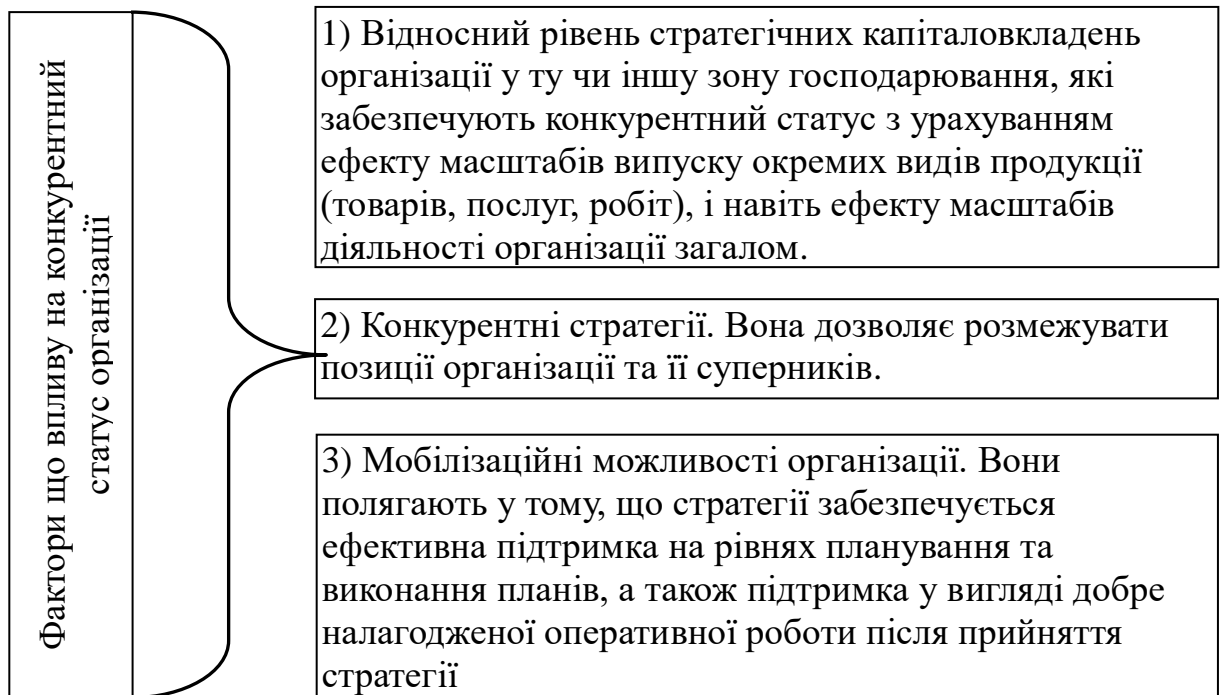 Фактори що впливу на конкурентний
статус організації
1) Відносний рівень стратегічних капіталовкладень
організації у ту чи іншу зону господарювання, які
забезпечують конкурентний статус з урахуванням
ефекту масштабів випуску окремих видів продукції
(товарів, послуг, робіт), і навіть ефекту масштабів
діяльності організації загалом.
2) Конкурентні стратегії. Вона дозволяє розмежувати
позиції організації та її суперників.
3) Мобілізаційні можливості організації. Вони
полягають у тому, що стратегії забезпечується
ефективна підтримка на рівнях планування та
виконання планів, а також підтримка у вигляді добре
налагодженої оперативної роботи після прийняття
стратегії